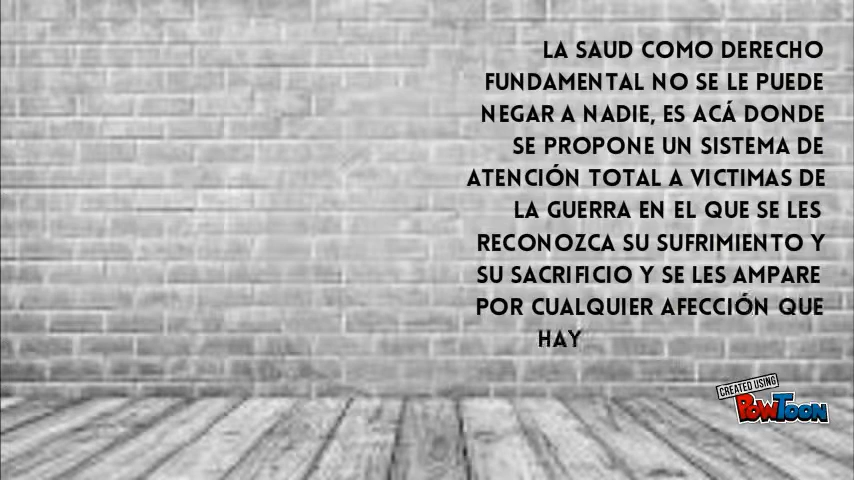 LA SAUD COMO DERECHO
FUNDAMENTAL NO SE LE PUEDE
NEGAR A NADIE, ES ACÁ DONDE
SE PROPONE UN SISTEMA DE
ATENCIÓN TOTAL A VICTIMAS DE
LA GUERRA EN EL QUE SE LES
RECONOZCA SU SUFRIMIENTO Y
SU SACRIFICIO Y SE LES AMPARE
POR CUALQUIER AFECCIÓN QUE
HAY
CREATED USING
POWTOON